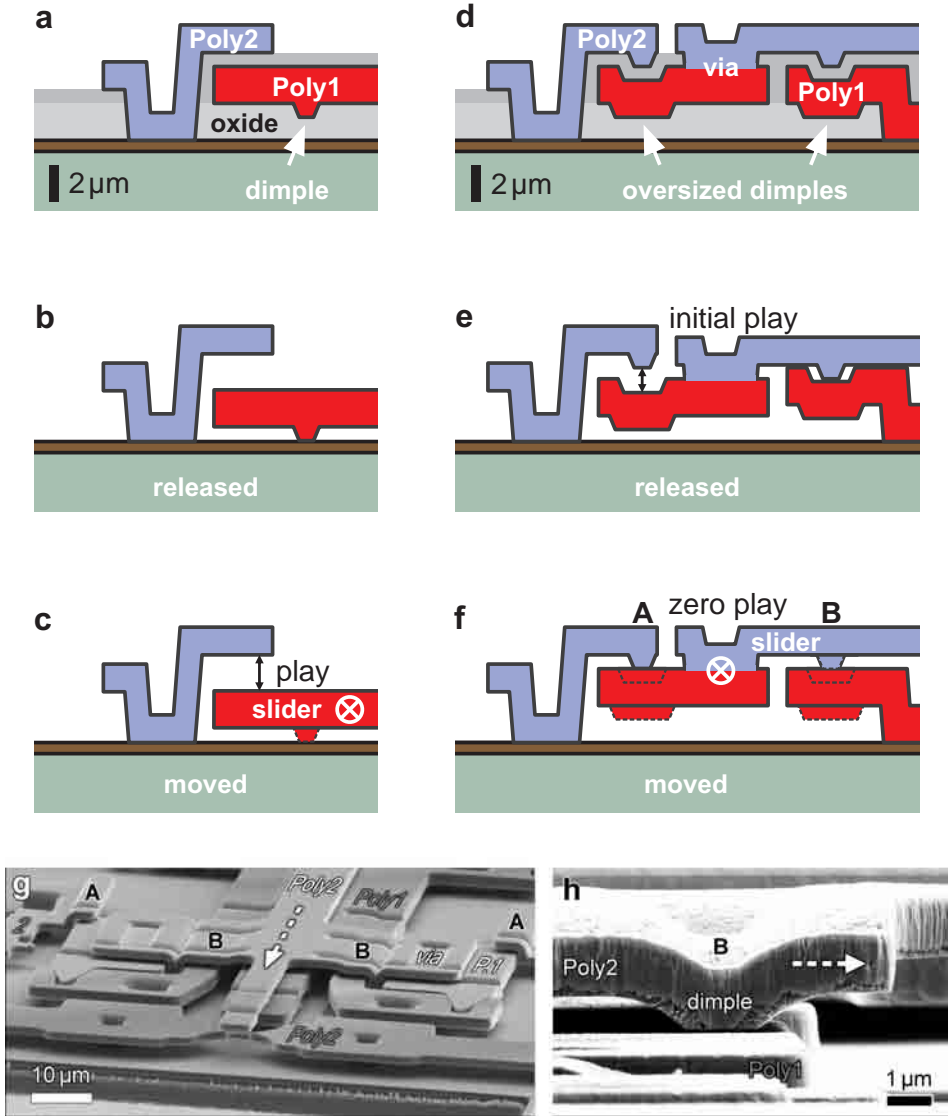 a
Poly2
Poly1
oxide
2 µm
dimple
d
Poly2
via
Poly1
2 µm
oversized dimples
b
released
e
initial play
released
c
play
slider
moved
f
A
zero play
B
slider
moved
g
A
Poly2
Poly1
A
2
B
B
via
P.1
Poly2
10 µm
h
B
Poly2
dimple
Poly1
1 µm